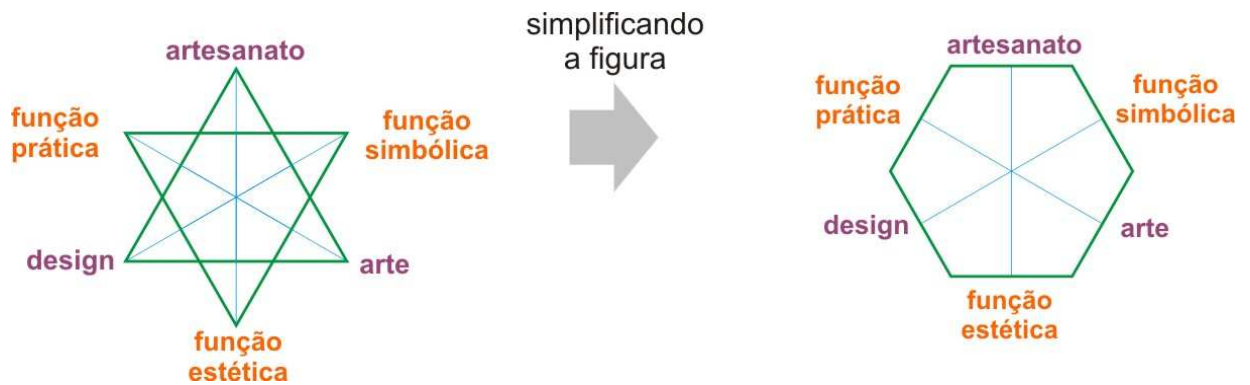 artesanato
função
prática
função
simbólica
design
arte
função
estética
simplificando
a figura
artesanato
função
prática
função
simbólica
design
arte
função
estética